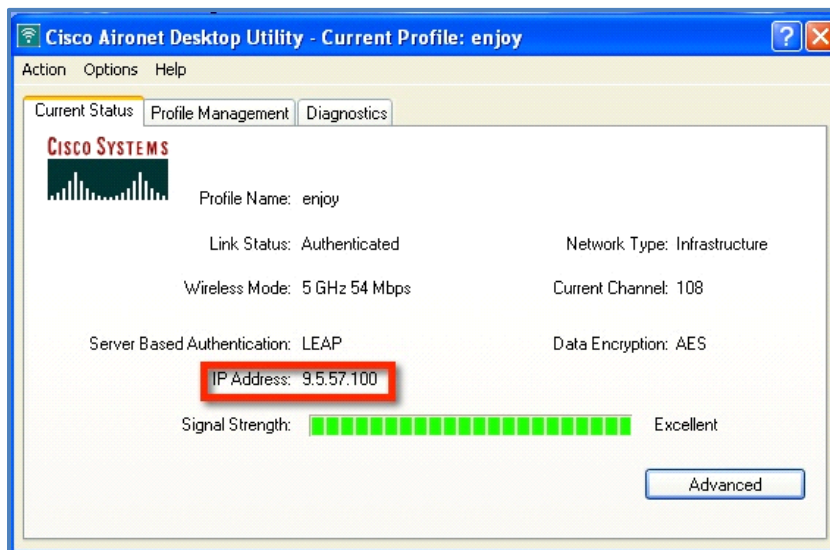 Cisco Aironet Desktop Utility - Current Profile: enjoy
Action Options Help
Current Status Profile Management Diagnostics
CISCO SYSTEMS
Profile Name: enjoy
Link Status: Authenticated Network Type: Infrastructure
Wireless Mode: 5 GHz 54 Mbps Current Channel: 108
Server Based Authentication: LEAP Data Encryption: AES
IP Address: 9.5.57.100
Signal Strength: Excellent
Advanced